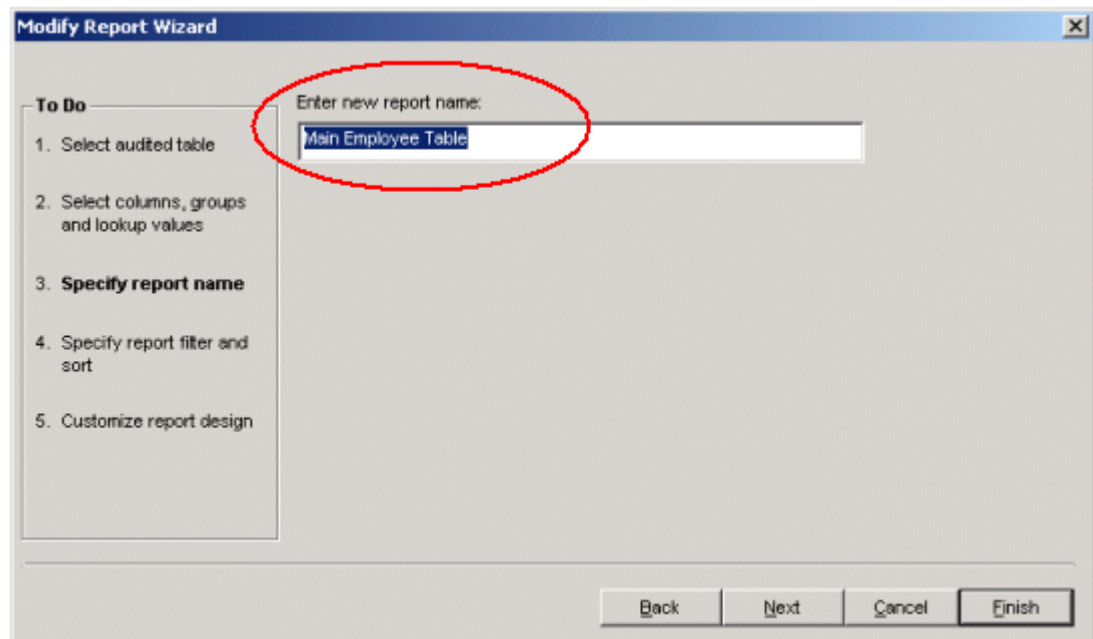 Modify Report Wizard
To Do
1. Select audited table
2. Select columns, groups
and lookup values
3. Specify report name
4. Specify report filter and
sort
5. Customize report design
Enter new report name:
Main Employee Table
Back
Next
Cancel
Finish